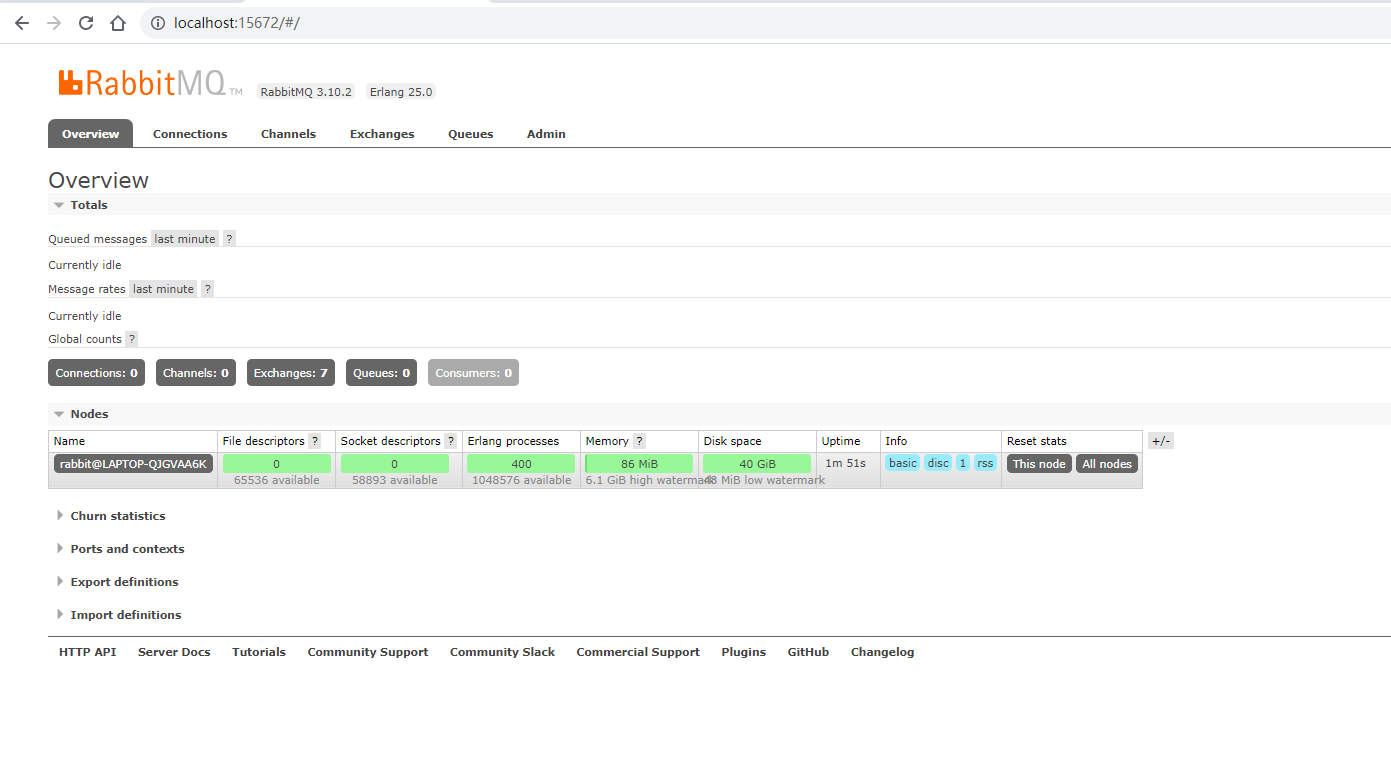 localhost:15672/#/
RabbitMQ TM RabbitMQ 3.10.2 Erlang 25.0
Overview Connections Channels Exchanges Queues Admin
Overview
Totals
Queued messages last minute ?
Currently idle
Message rates last minute ?
Currently idle
Global counts ?
Connections: 0 Channels: 0 Exchanges: 7 Queues: 0 Consumers: 0
Nodes
Name File descriptors ? Socket descriptors ? Erlang processes Memory ? Disk space Uptime Info Reset stats +/-
rabbit@LAPTOP-QJGVAA6K 0 0 400 86 MiB 40 GiB 1m 51s basic disc 1 rss This node All nodes
65536 available 58893 available 1048576 available 6.1 GiB high watermark 48 MiB low watermark
Churn statistics
Ports and contexts
Export definitions
Import definitions
HTTP API Server Docs Tutorials Community Support Community Slack Commercial Support Plugins GitHub Changelog